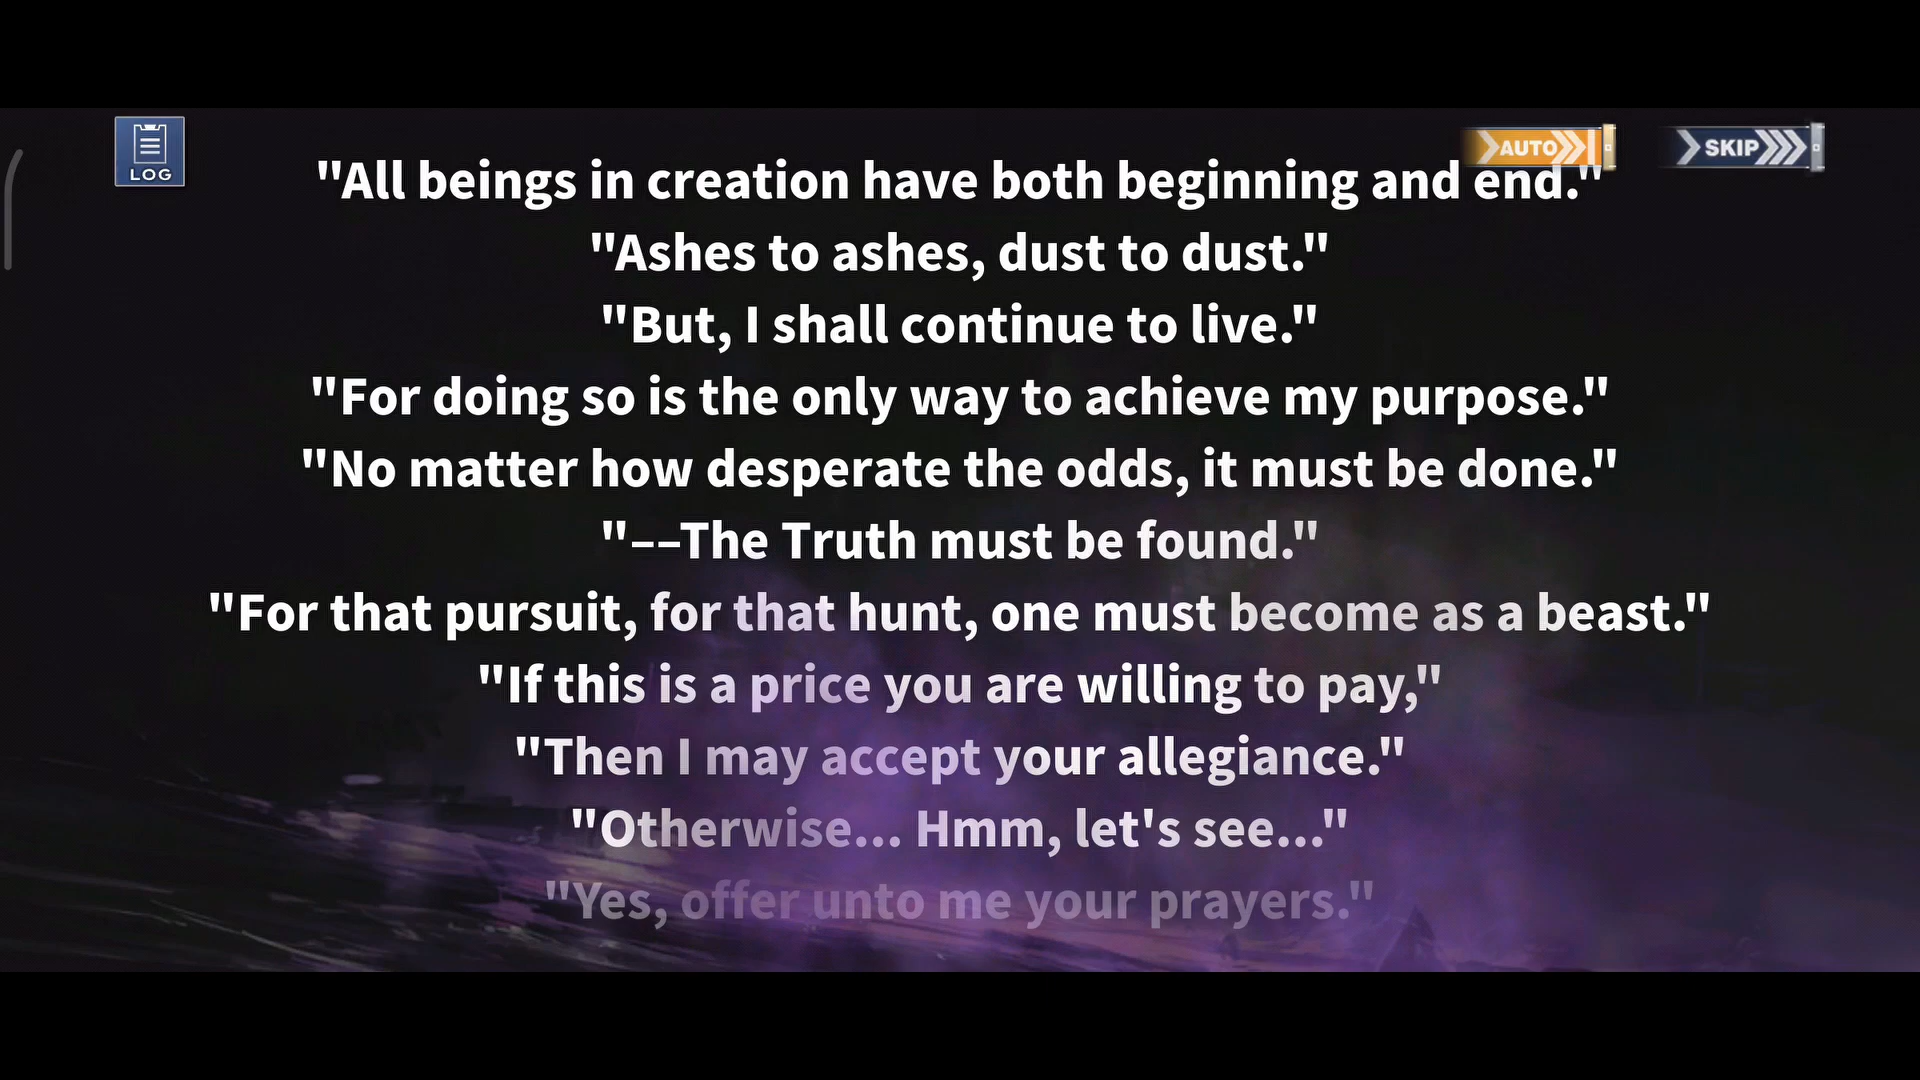 LOG
AUTO
SKIP
"All beings in creation have both beginning and end."
"Ashes to ashes, dust to dust."
"But, I shall continue to live."
"For doing so is the only way to achieve my purpose."
"No matter how desperate the odds, it must be done."
"––The Truth must be found."
"For that pursuit, for that hunt, one must become as a beast."
"If this is a price you are willing to pay,"
"Then I may accept your allegiance."
"Otherwise... Hmm, let's see..."
"Yes, offer unto me your prayers."